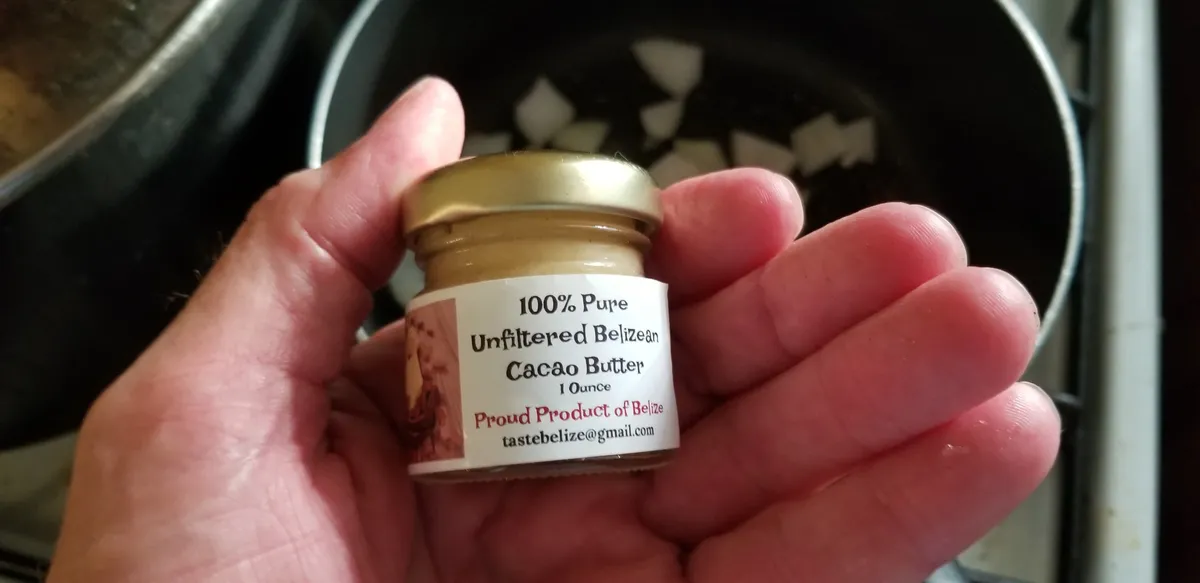 100% Pure
Unfiltered Belizean
Cacao Butter
1 Ounce
Proud Product of Belize
tastebelize@gmail.com